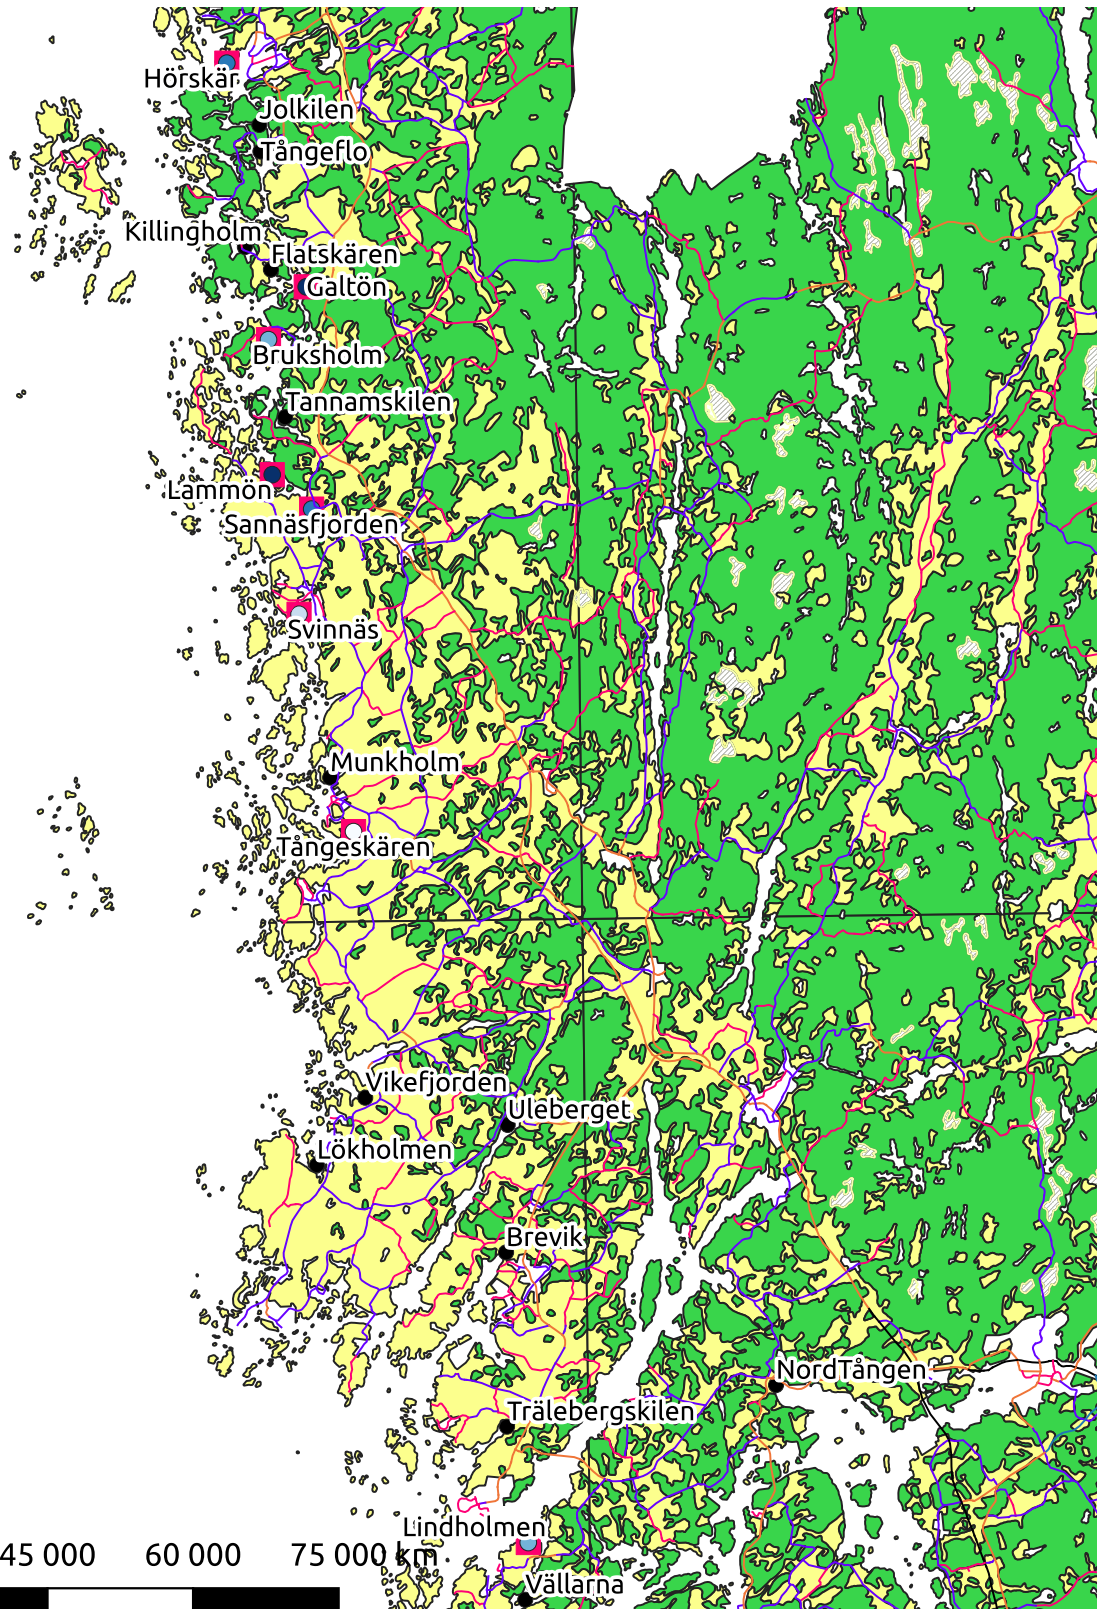 Hörskär
Jolkilen
Tångeflo
Killingholm
Flatskären
Galtön
Bruksholm
Tannamskilen
Lammön
Sannäsfjorden
Svinnäs
Munkholm
Tångeskären
Vikefjorden
Uleberget
Lökholmen
Brevik
NordTången
Trälebergskilen
Lindholmen
45 000 60 000 75 000 km
Vällarna